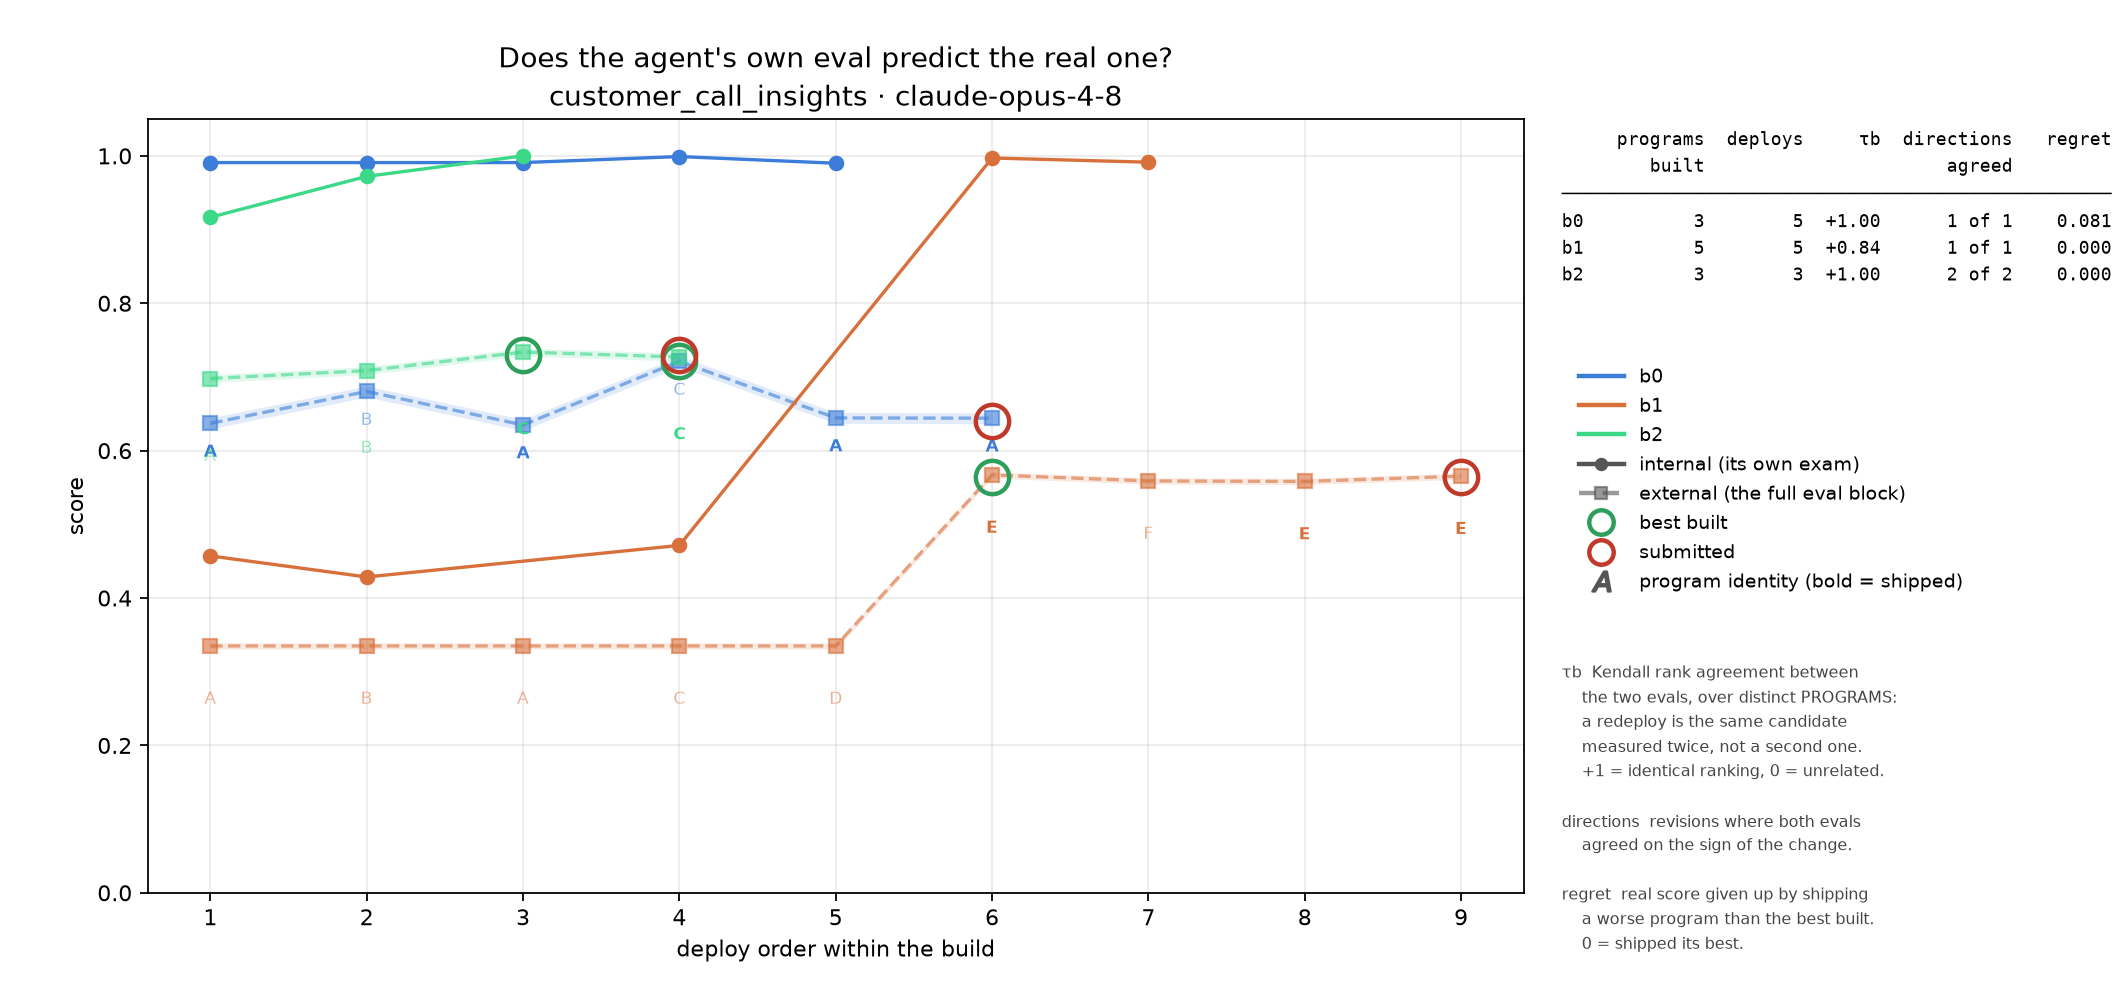 Does the agent's own eval predict the real one?
customer_call_insights · claude-opus-4-8
score
1.0
0.8
0.6
0.4
0.2
0.0
A
B
B
C
A
C
C
A
A
A
B
A
C
D
E
F
E
E
1 2 3 4 5 6 7 8 9
deploy order within the build
programs deploys τb directions regret
built agreed
b0 3 5 +1.00 1 of 1 0.081
b1 5 5 +0.84 1 of 1 0.000
b2 3 3 +1.00 2 of 2 0.000
b0
b1
b2
internal (its own exam)
external (the full eval block)
best built
submitted
A program identity (bold = shipped)
τb Kendall rank agreement between
the two evals, over distinct PROGRAMS:
a redeploy is the same candidate
measured twice, not a second one.
+1 = identical ranking, 0 = unrelated.
directions revisions where both evals
agreed on the sign of the change.
regret real score given up by shipping
a worse program than the best built.
0 = shipped its best.